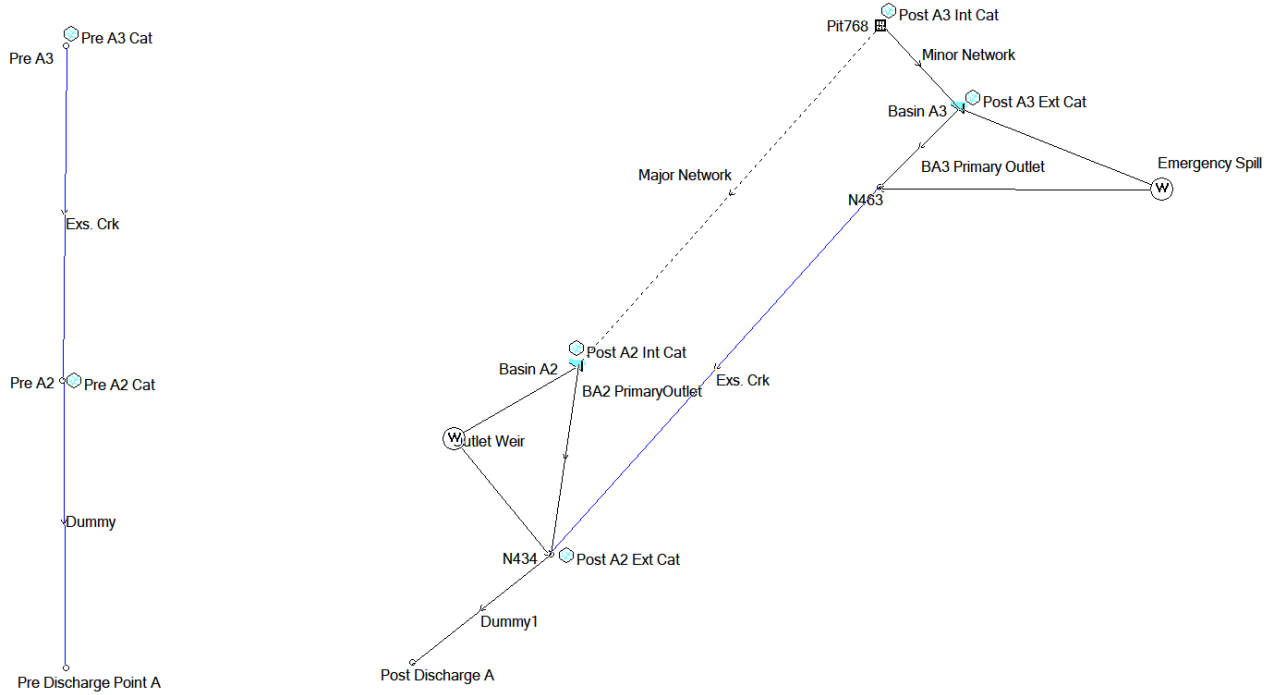 Pre A3 Cat
Pre A3
Exs. Crk
Pre A2
Pre A2 Cat
Dummy
Pre Discharge Point A
Post A3 Int Cat
Pit768
Minor Network
Post A3 Ext Cat
Basin A3
Emergency Spill
BA3 Primary Outlet
Major Network
W
N463
Post A2 Int Cat
Basin A2
Exs. Crk
BA2 PrimaryOutlet
W
utlet Weir
N434
Post A2 Ext Cat
Dummy1
Post Discharge A